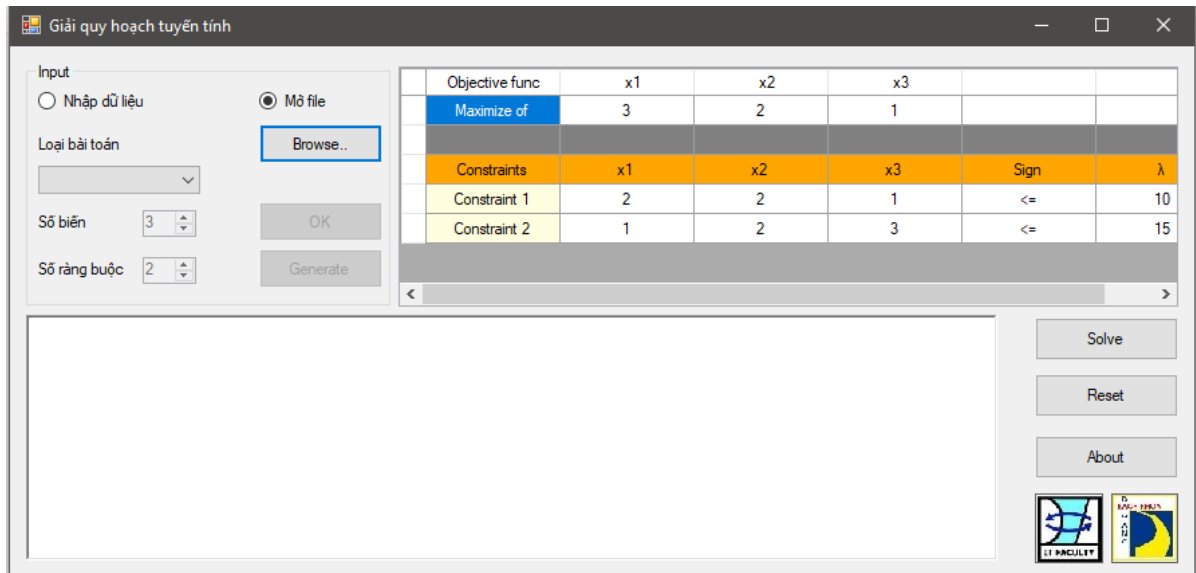 Giải quy hoạch tuyến tính
Input
Nhập dữ liệu
Mở file
Loại bài toán
Browse..
Số biến
3
OK
Số ràng buộc
2
Generate
Objective func x1 x2 x3
Maximize of 3 2 1
Constraints x1 x2 x3 Sign λ
Constraint 1 2 2 1 <= 10
Constraint 2 1 2 3 <= 15
Solve
Reset
About
IT FACULTY